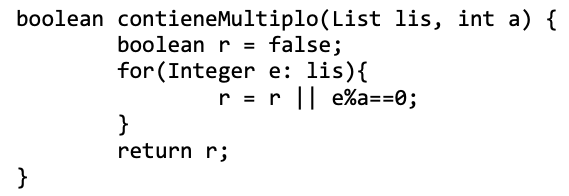 boolean contieneMultiplo(List lis, int a) {
        boolean r = false;
        for(Integer e: lis){
                r = r || e%a==0;
        }
        return r;
}